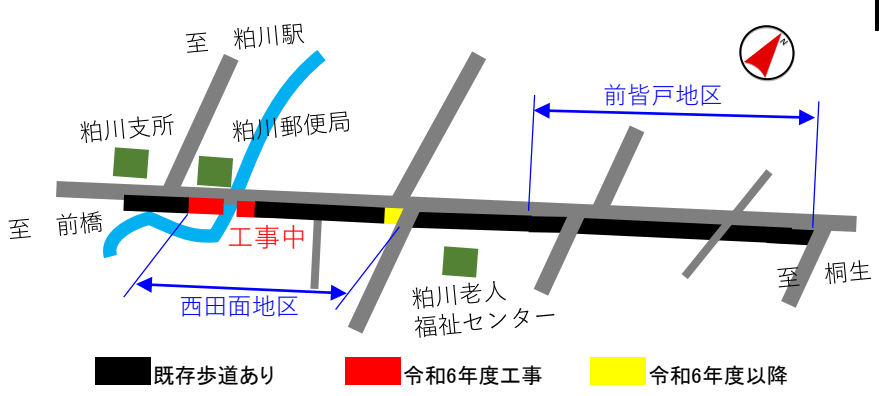 至 粕川駅
N
前皆戸地区
粕川支所
粕川郵便局
至 前橋
工事中
至 桐生
西田面地区
粕川老人
福祉センター
既存歩道あり
令和6年度工事
令和6年度以降